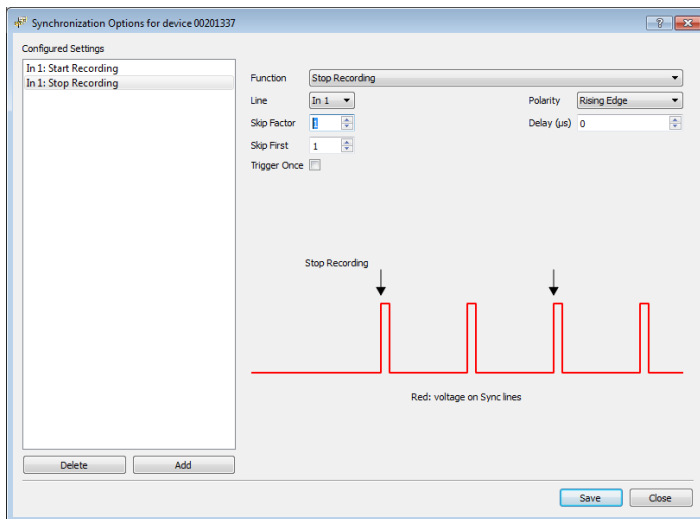 Synchronization Options for device 00201337
Configured Settings
In 1: Start Recording
In 1: Stop Recording
Function Stop Recording
Line In 1 Polarity Rising Edge
Skip Factor 1 Delay (µs) 0
Skip First 1
Trigger Once
Stop Recording
Red: voltage on Sync lines
Delete Add
Save Close